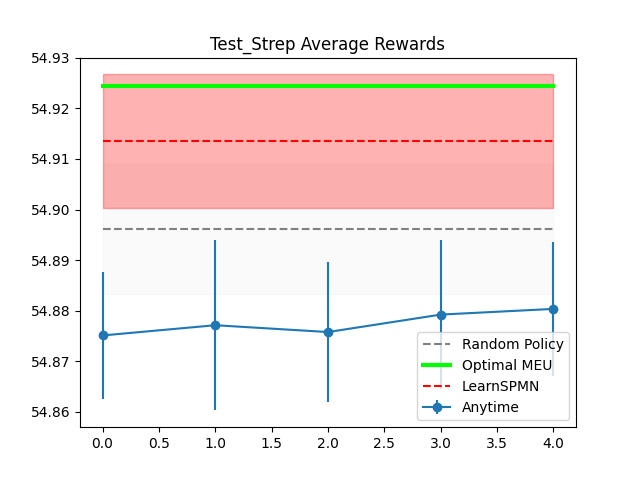 Test_Strep Average Rewards
54.93
54.92
54.91
54.90
54.89
54.88
54.87
54.86
0.0 0.5 1.0 1.5 2.0 2.5 3.0 3.5 4.0
Random Policy
Optimal MEU
LearnSPMN
Anytime